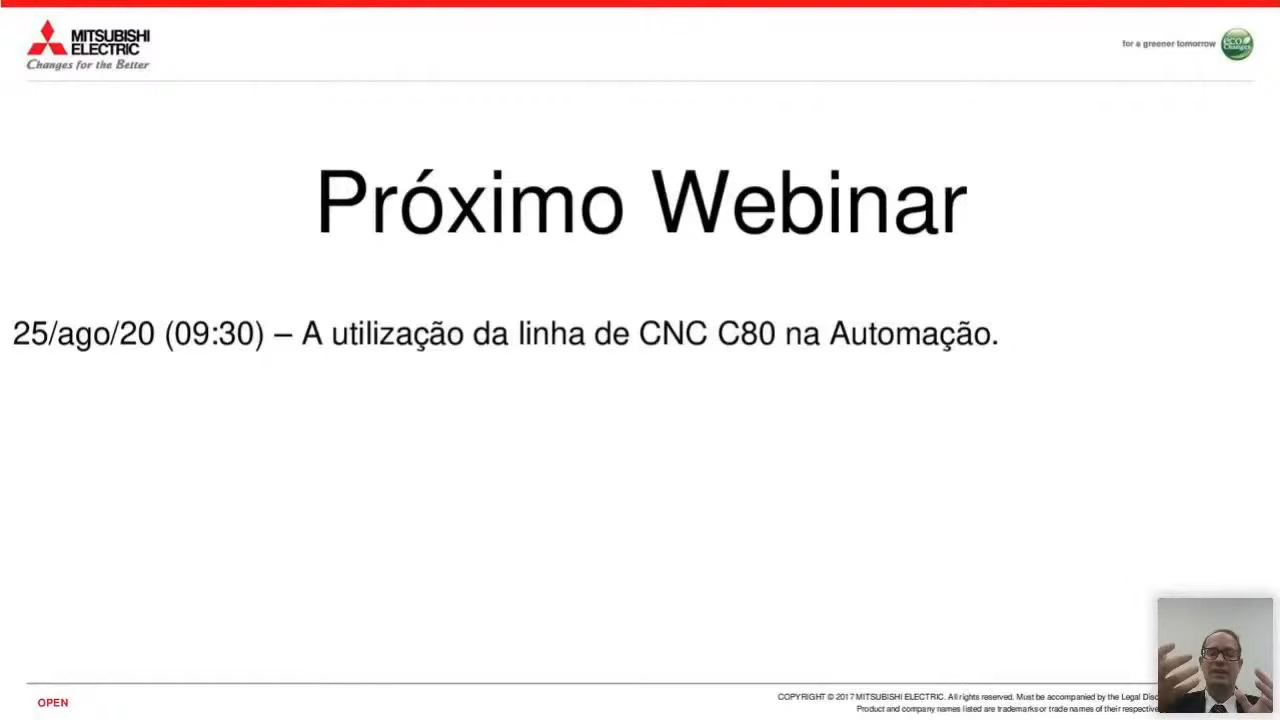 MITSUBISHI
ELECTRIC
Changes for the Better
for a greener tomorrow
eco
Changes
Próximo Webinar
25/ago/20 (09:30) – A utilização da linha de CNC C80 na Automação.
OPEN
COPYRIGHT © 2017 MITSUBISHI ELECTRIC. All rights reserved. Must be accompanied by the Legal
Product and company names listed are trademarks or trade names of their respective